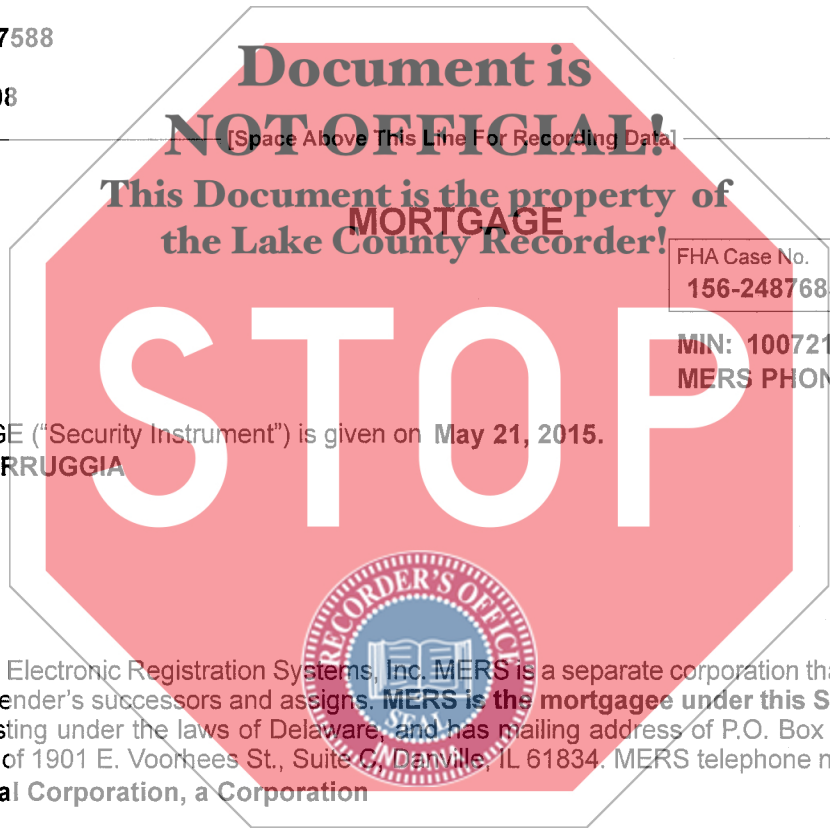 7588
Document is
08
NOT OFFICIAL!
[Space Above This Line For Recording Data]
This Document is the property of
MORTGAGE
the Lake County Recorder!
FHA Case No.
156-248768
MIN: 100721
MERS PHON
STOP
GE (“Security Instrument”) is given on May 21, 2015.
RRUGGIA
RECORDER'S OFFICE
SEAL
INDIANA
Electronic Registration Systems, Inc. MERS is a separate corporation tha
ender’s successors and assigns. MERS is the mortgagee under this S
sting under the laws of Delaware, and has mailing address of P.O. Box
of 1901 E. Voorhees St., Suite C, Danville, IL 61834. MERS telephone n
al Corporation, a Corporation